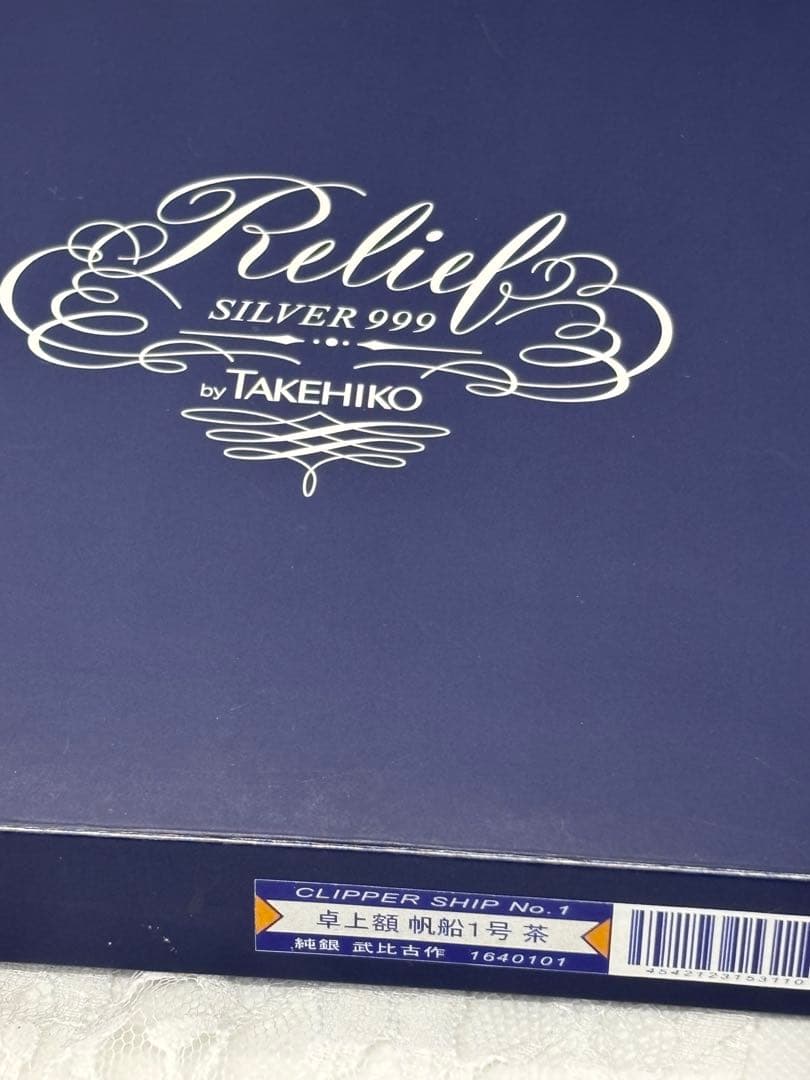 Relief
SILVER 999
by TAKEHIKO
CLIPPER SHIP No.1
卓上額 帆船1号 茶
純銀 武比古作 1640101
4542123153110